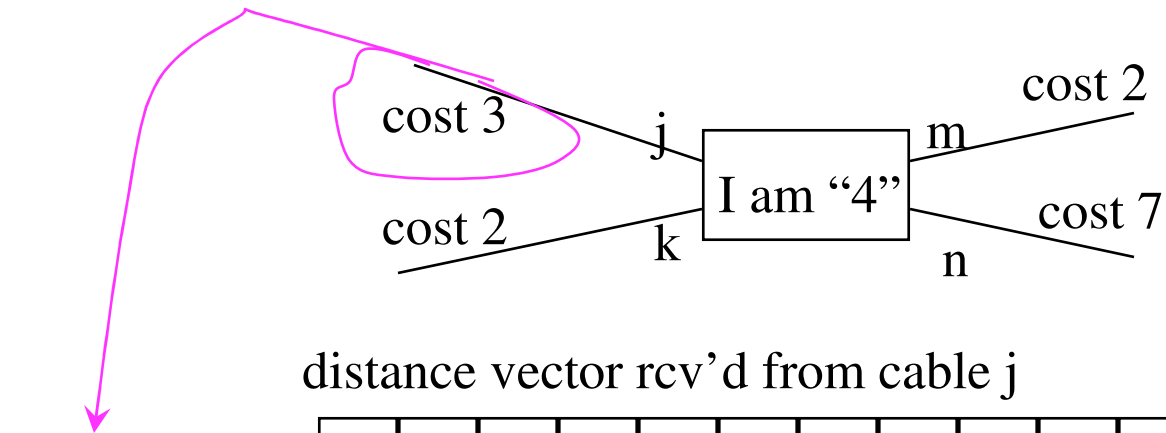 cost 2
cost 3
j
m
I am “4”
cost 2
k
cost 7
n
distance vector rcv’d from cable j